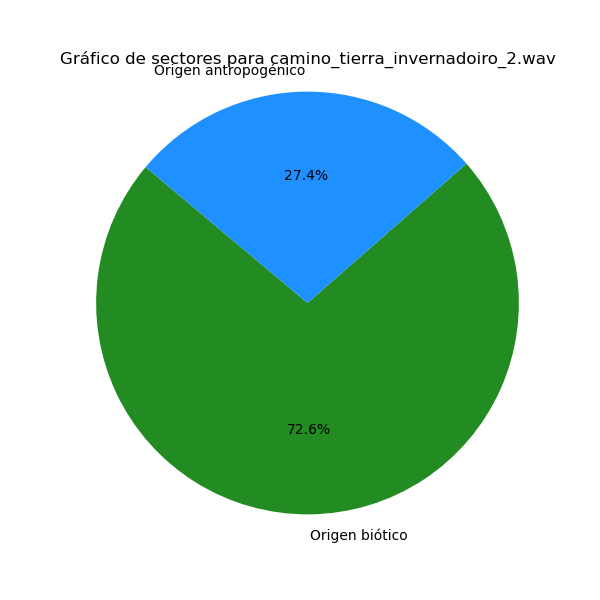 Gráfico de sectores para camino_tierra_invernadoiro_2.wav
Origen antropogénico
27.4%
72.6%
Origen biótico